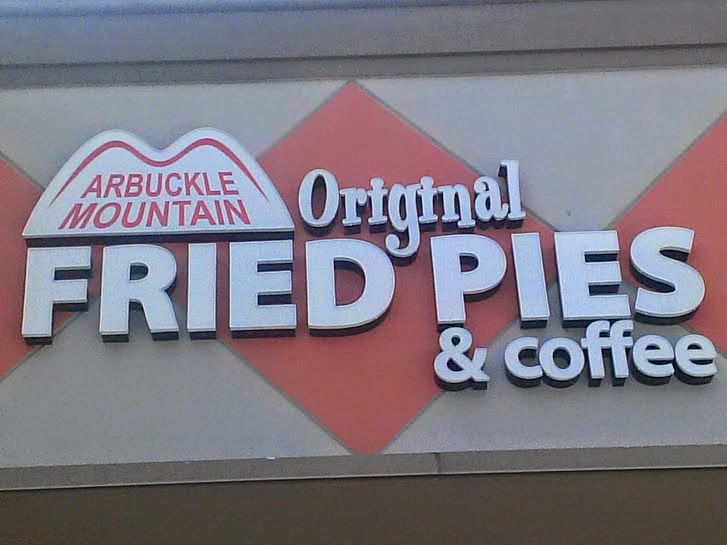 ARBUCKLE
MOUNTAIN
Original
FRIED PIES
& coffee